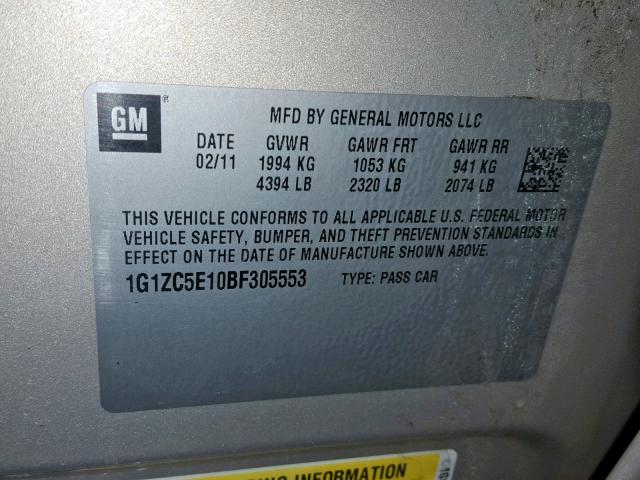 GM
MFD BY GENERAL MOTORS LLC
DATE GVWR GAWR FRT GAWR RR
02/11 1994 KG 1053 KG 941 KG
4394 LB 2320 LB 2074 LB
THIS VEHICLE CONFORMS TO ALL APPLICABLE U.S. FEDERAL MOTOR
VEHICLE SAFETY, BUMPER, AND THEFT PREVENTION STANDARDS IN
EFFECT ON THE DATE OF MANUFACTURE SHOWN ABOVE.
1G1ZC5E10BF305553 TYPE: PASS CAR
INFORMATION